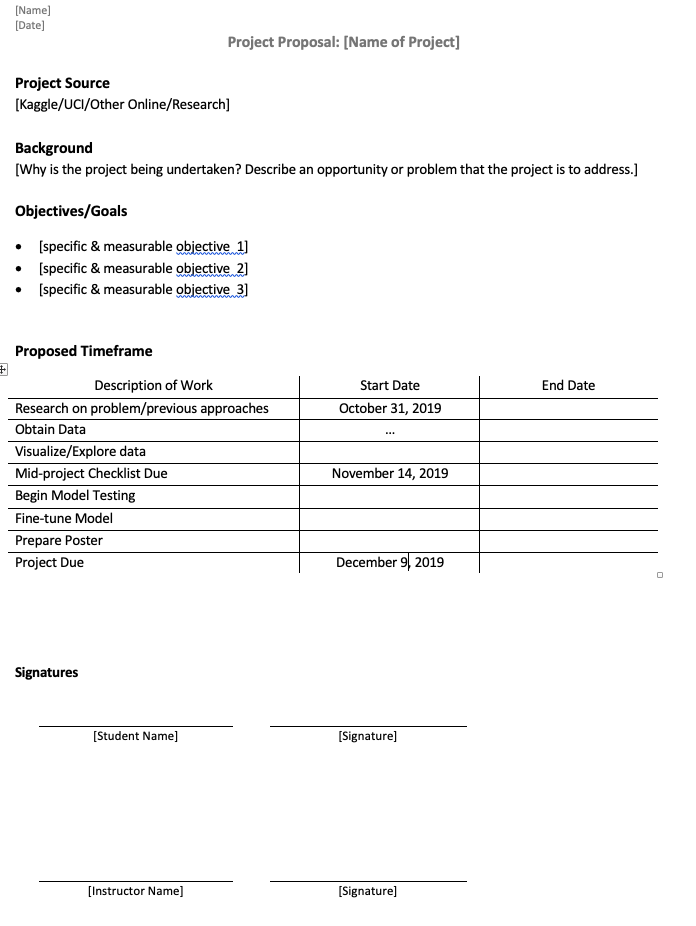 [Name]
[Date]
Project Proposal: [Name of Project]
Project Source
[Kaggle/UCI/Other Online/Research]
Background
[Why is the project being undertaken? Describe an opportunity or problem that the project is to address.]
Objectives/Goals
• [specific & measurable objective 1]
• [specific & measurable objective 2]
• [specific & measurable objective 3]
Proposed Timeframe
Description of Work Start Date End Date
Research on problem/previous approaches October 31, 2019
Obtain Data ...
Visualize/Explore data
Mid-project Checklist Due November 14, 2019
Begin Model Testing
Fine-tune Model
Prepare Poster
Project Due December 9, 2019
Signatures
[Student Name] [Signature]
[Instructor Name] [Signature]